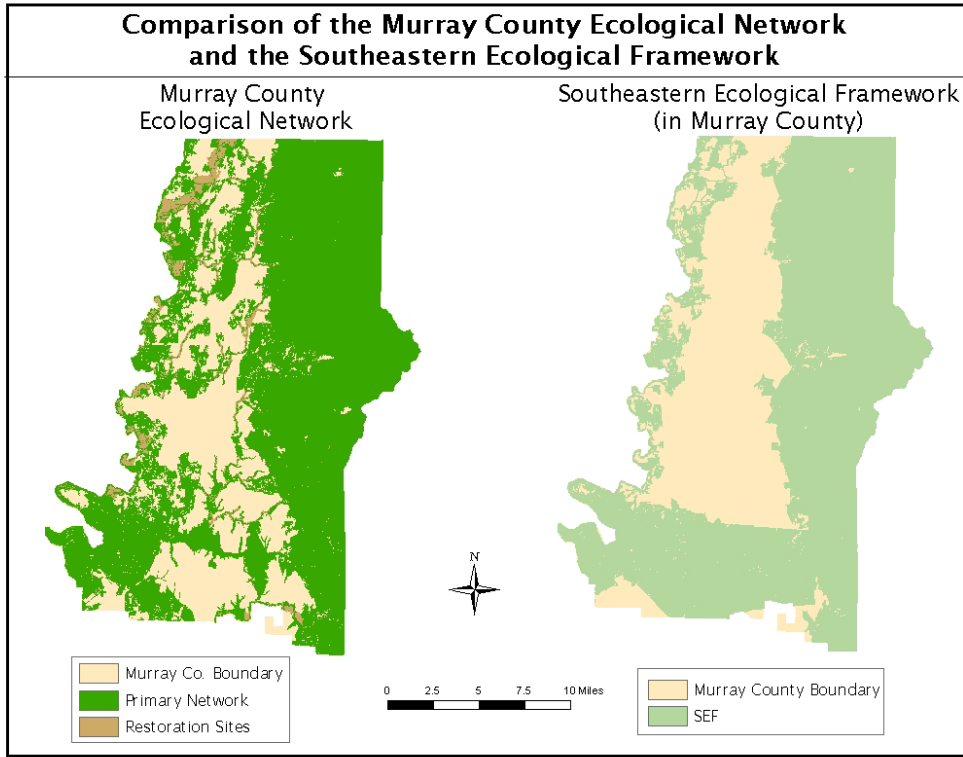 Comparison of the Murray County Ecological Network
and the Southeastern Ecological Framework
Murray County
Ecological Network
Southeastern Ecological Framework
(in Murray County)
N
Murray Co. Boundary
Primary Network
Restoration Sites
0 2.5 5 7.5 10 Miles
Murray County Boundary
SEF